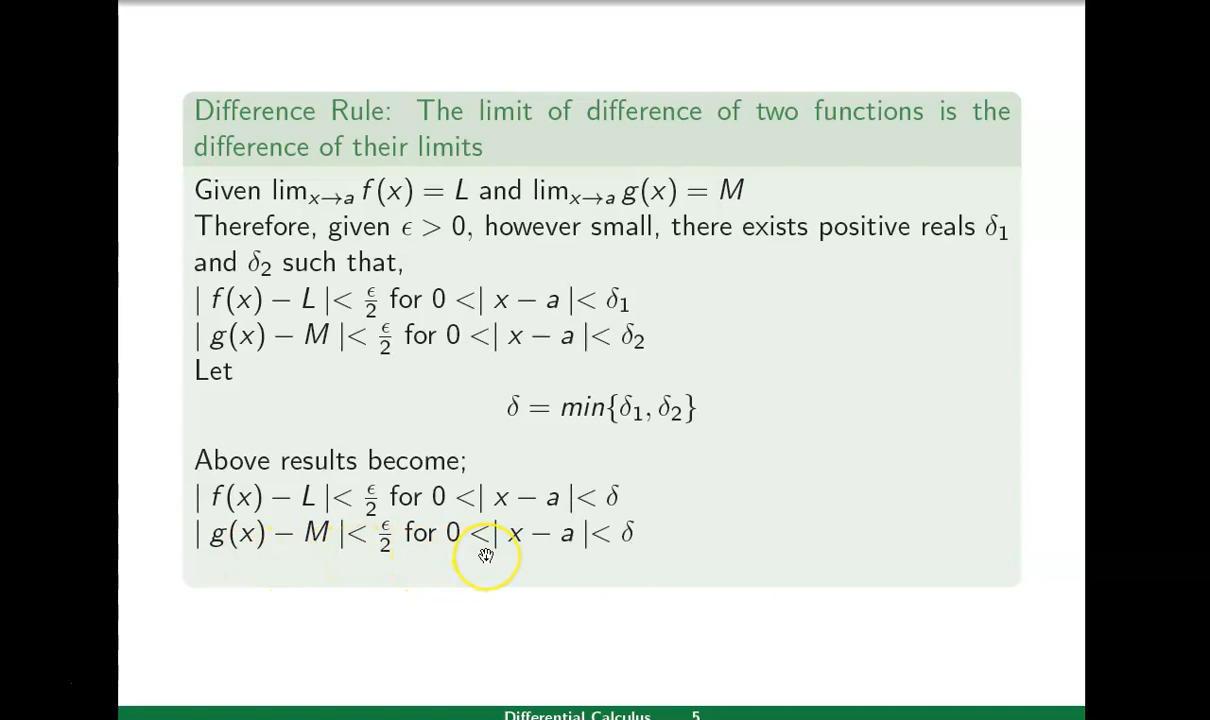 Difference Rule: The limit of difference of two functions is the
difference of their limits
Given lim_{x→a} f(x) = L and lim_{x→a} g(x) = M
Therefore, given ϵ > 0, however small, there exists positive reals δ₁
and δ₂ such that,
| f(x) − L |< ϵ/2 for 0 <| x − a |< δ₁
| g(x) − M |< ϵ/2 for 0 <| x − a |< δ₂
Let
δ = min{δ₁, δ₂}
Above results become;
| f(x) − L |< ϵ/2 for 0 <| x − a |< δ
| g(x) − M |< ϵ/2 for 0 <| x − a |< δ
Differential Calculus 5